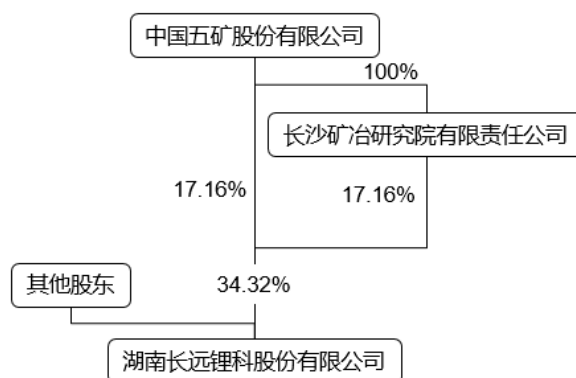 中国五矿股份有限公司
100%
长沙矿冶研究院有限责任公司
17.16%
17.16%
34.32%
其他股东
湖南长远锂科股份有限公司